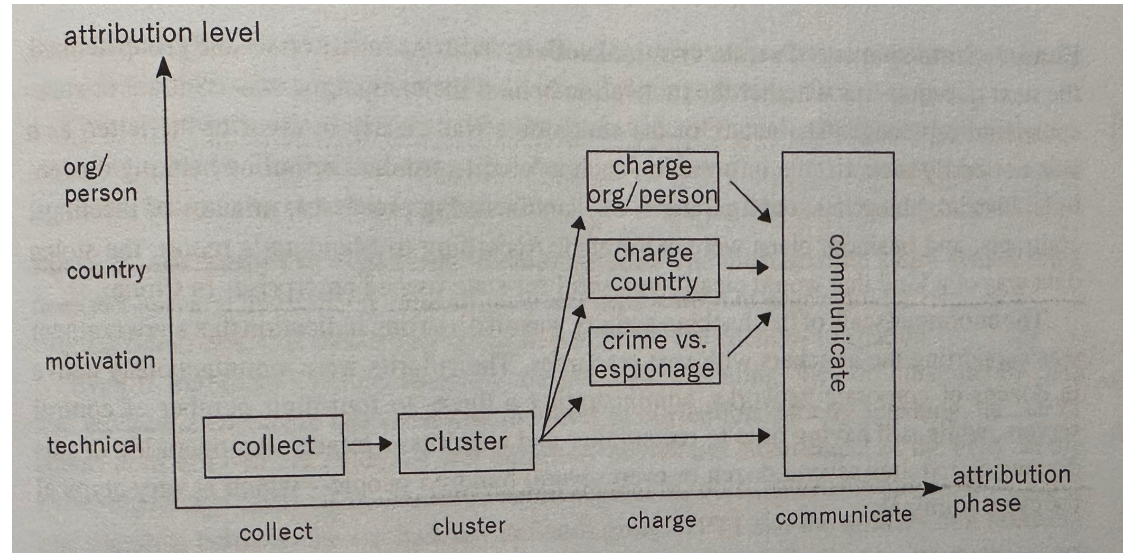 attribution level
org/
person
country
motivation
technical
charge
org/person
charge
country
crime vs.
espionage
collect
cluster
communicate
collect
cluster
charge
communicate
attribution
phase